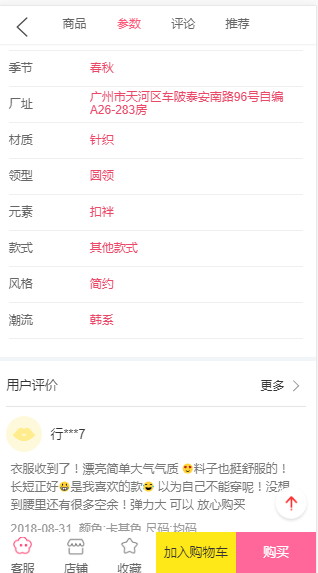 商品 参数 评论 推荐
季节 春秋
厂址 广州市天河区车陂泰安南路96号自编
A26-283房
材质 针织
领型 圆领
元素 扣袢
款式 其他款式
风格 简约
潮流 韩系
用户评价 更多
行***7
衣服收到了！漂亮简单大气气质 😍料子也挺舒服的！
长短正好😃是我喜欢的款😂 以为自己不能穿呢！没想
到腰里还有很多空余！弹力大 可以 放心购买
2018-08-31 颜色:卡其色 尺码:均码
客服 店铺 收藏 加入购物车 购买